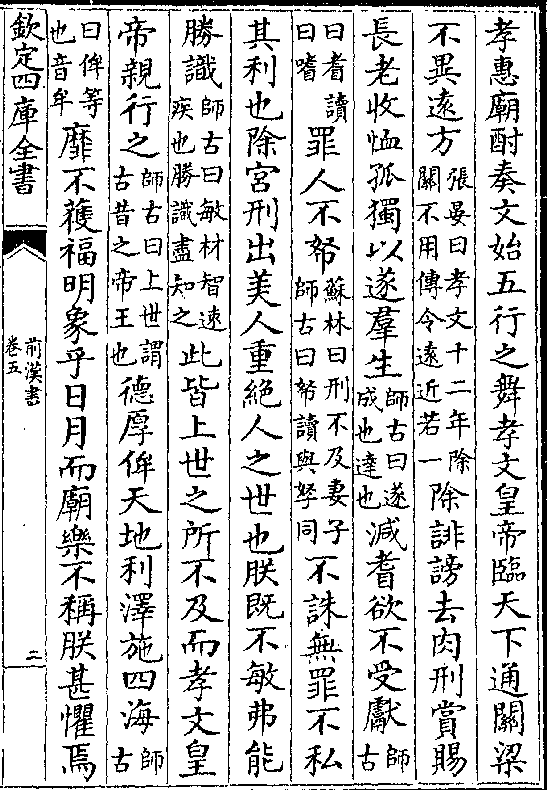 孝惠廟酎奏文始五行之舞孝文皇帝臨天下通關梁
不異遠方張晏曰孝文十二年除關不用傳令遠近若一除誹謗去肉刑賞賜
長老收恤孤獨以遂羣生師古曰遂成也達也減耆欲不受獻師古
曰耆讀曰嗜罪人不帑蘇林曰刑不及妻子師古曰帑讀與孥同不誅無罪不私
其利也除宮刑出美人重絕人之世也朕既不敏弗能
勝識師古曰敏材智速疾也勝識盡知之此皆上世之所不及而孝文皇
帝親行之師古曰上世謂古昔之帝王也德厚侔天地利澤施四海師古
曰侔等也音牟靡不獲福明象乎日月而廟樂不稱朕甚懼焉
欽定四庫全書
前漢書
卷五
二